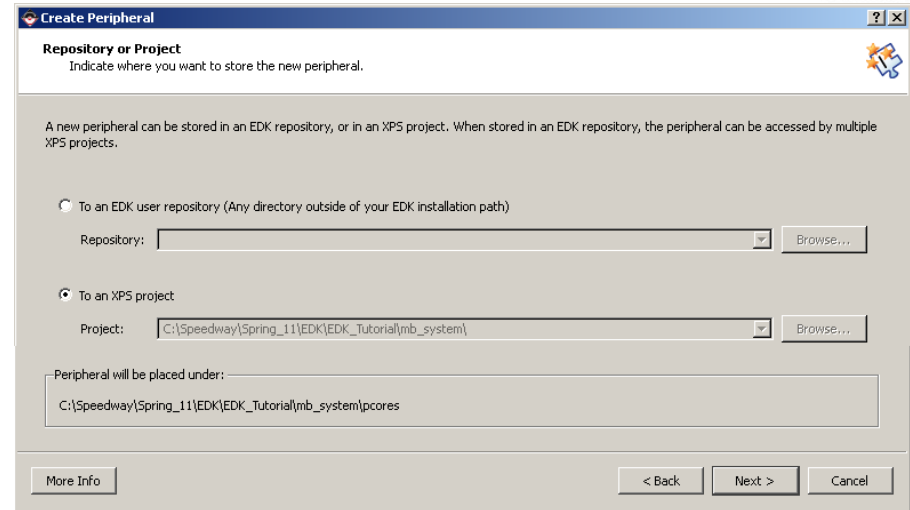 Create Peripheral
Repository or Project
Indicate where you want to store the new peripheral.
A new peripheral can be stored in an EDK repository, or in an XPS project. When stored in an EDK repository, the peripheral can be accessed by multiple
XPS projects.
To an EDK user repository (Any directory outside of your EDK installation path)
Repository:
Browse...
To an XPS project
Project: C:\Speedway\Spring_11\EDK\EDK_Tutorial\mb_system\
Browse...
Peripheral will be placed under:
C:\Speedway\Spring_11\EDK\EDK_Tutorial\mb_system\pcores
More Info < Back Next > Cancel